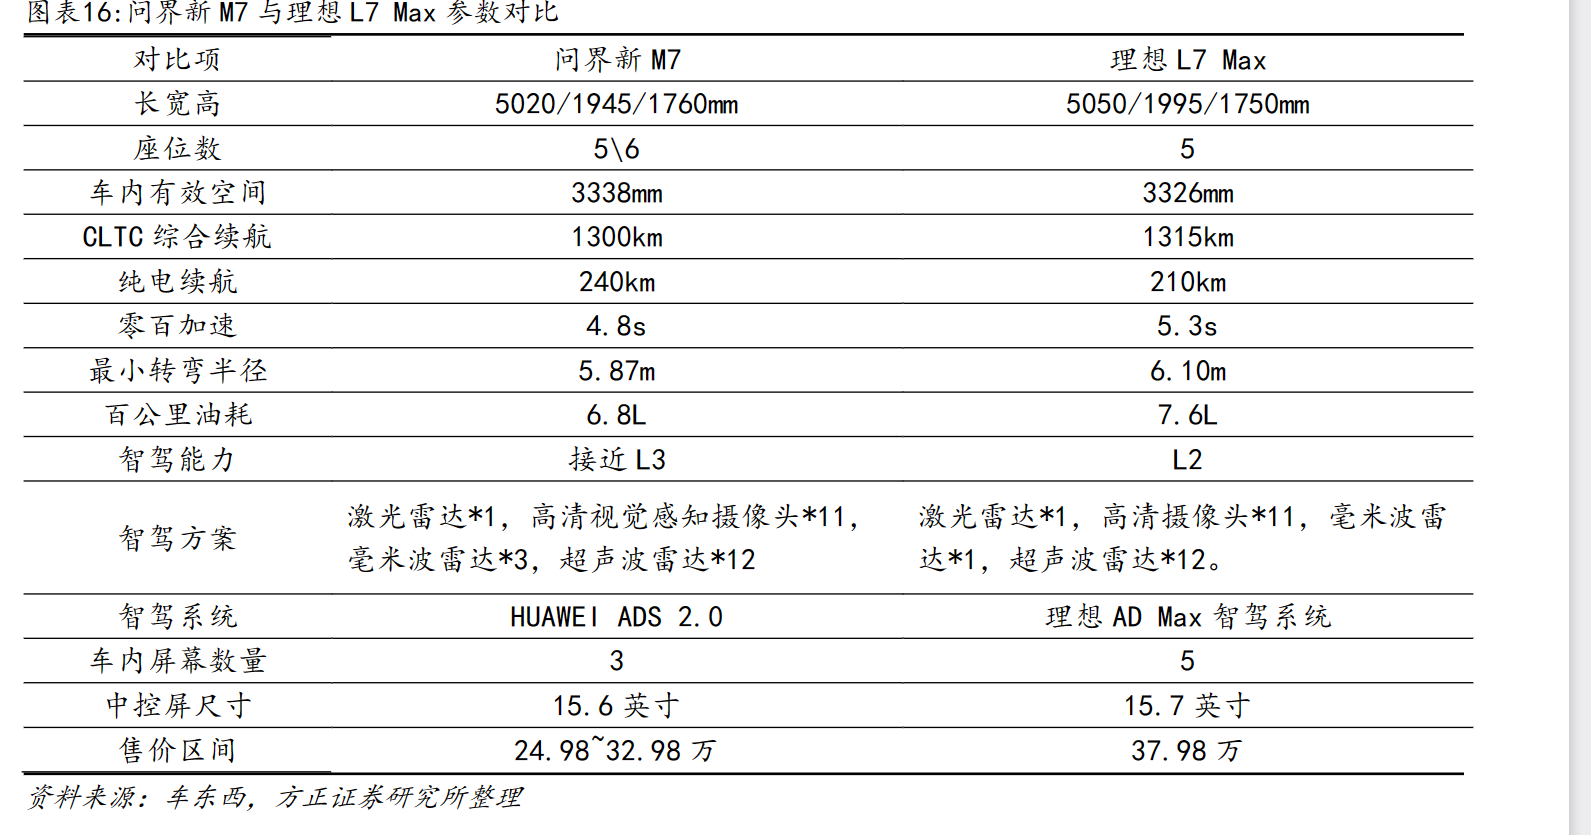 图表16:问界新 M7 与理想 L7 Max 参数对比
对比项 问界新 M7 理想 L7 Max
长宽高 5020/1945/1760mm 5050/1995/1750mm
座位数 5\6 5
车内有效空间 3338mm 3326mm
CLTC 综合续航 1300km 1315km
纯电续航 240km 210km
零百加速 4.8s 5.3s
最小转弯半径 5.87m 6.10m
百公里油耗 6.8L 7.6L
智驾能力 接近 L3 L2
智驾方案
激光雷达*1，高清视觉感知摄像头*11，
毫米波雷达*3，超声波雷达*12
激光雷达*1，高清摄像头*11，毫米波雷
达*1，超声波雷达*12。
智驾系统 HUAWEI ADS 2.0 理想 AD Max 智驾系统
车内屏幕数量 3 5
中控屏尺寸 15.6 英寸 15.7 英寸
售价区间 24.98~32.98 万 37.98 万
资料来源：车东西，方正证券研究所整理